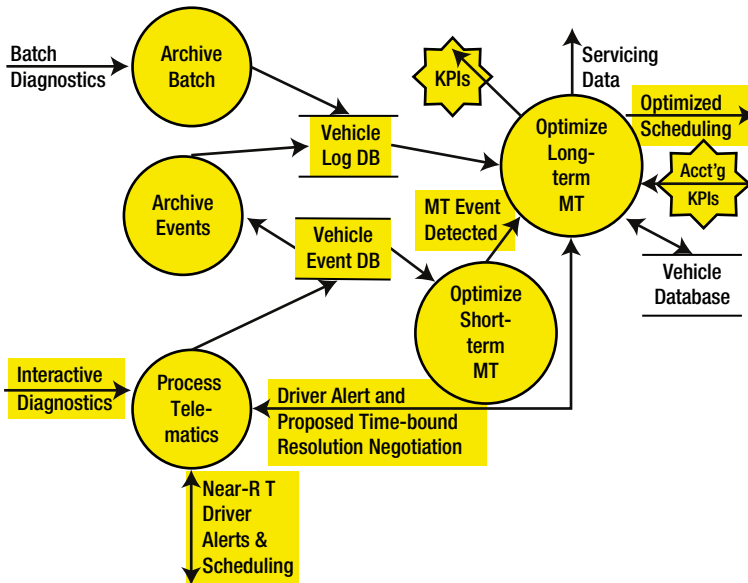 Batch
Diagnostics
Archive
Batch
KPIs
Servicing
Data
Optimized
Scheduling
Vehicle
Log DB
Optimize
Long-
term
MT
Acct'g
KPIs
Archive
Events
MT Event
Detected
Vehicle
Event DB
Vehicle
Database
Optimize
Short-
term
MT
Interactive
Diagnostics
Process
Tele-
matics
Driver Alert and
Proposed Time-bound
Resolution Negotiation
Near-R T
Driver
Alerts &
Scheduling